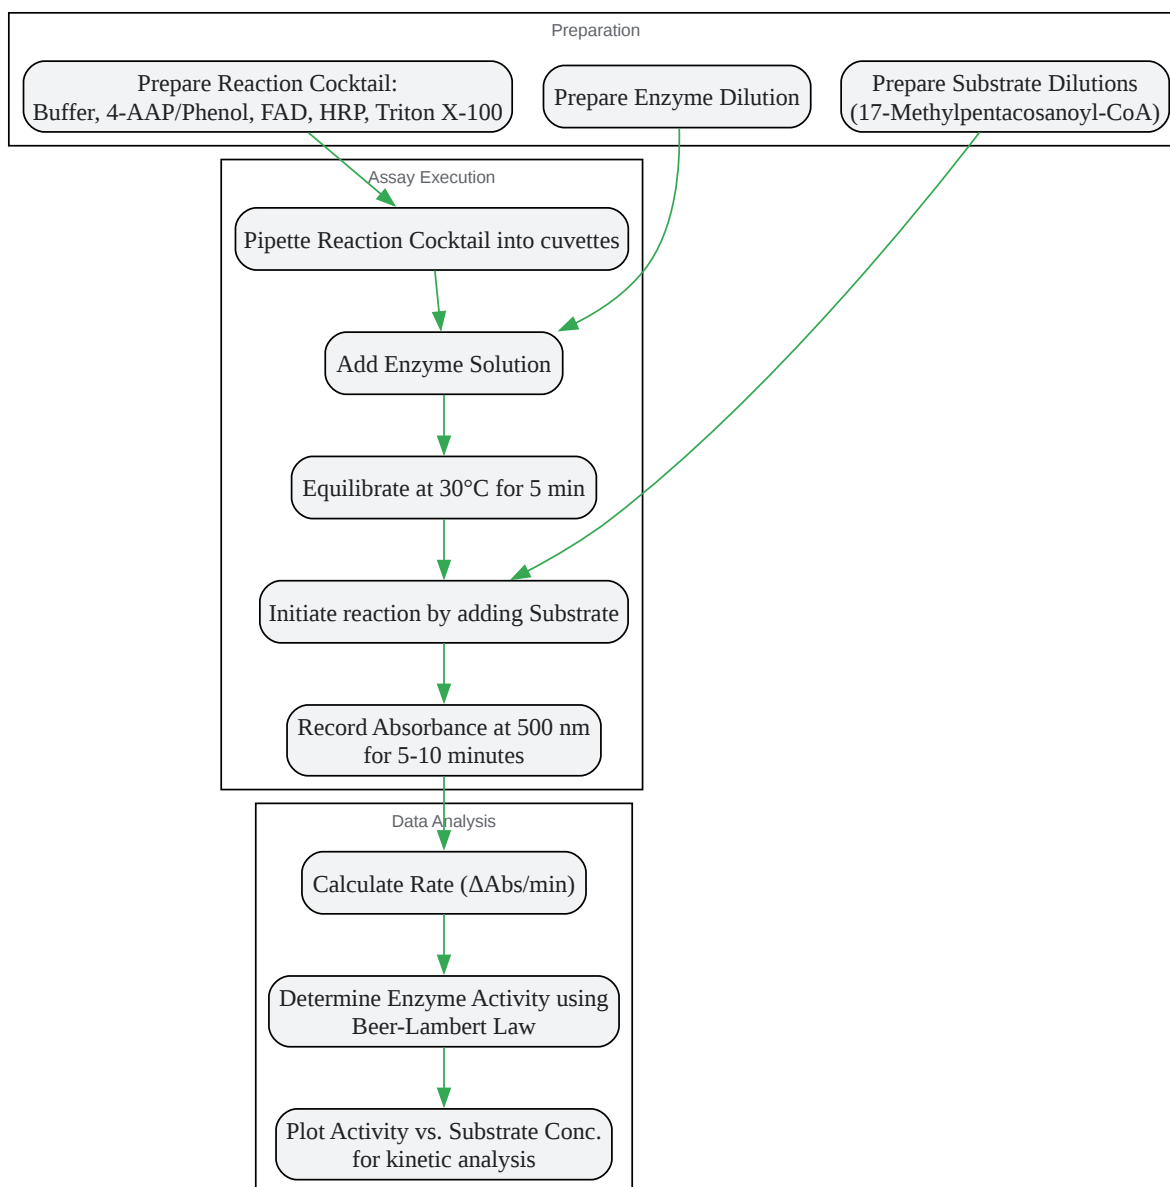 Preparation
Prepare Reaction Cocktail:
Buffer, 4-AAP/Phenol, FAD, HRP, Triton X-100
Prepare Enzyme Dilution
Prepare Substrate Dilutions
(17-Methylpentacosanoyl-CoA)
Assay Execution
Pipette Reaction Cocktail into cuvettes
Add Enzyme Solution
Equilibrate at 30°C for 5 min
Initiate reaction by adding Substrate
Record Absorbance at 500 nm
for 5-10 minutes
Data Analysis
Calculate Rate (ΔAbs/min)
Determine Enzyme Activity using
Beer-Lambert Law
Plot Activity vs. Substrate Conc.
for kinetic analysis